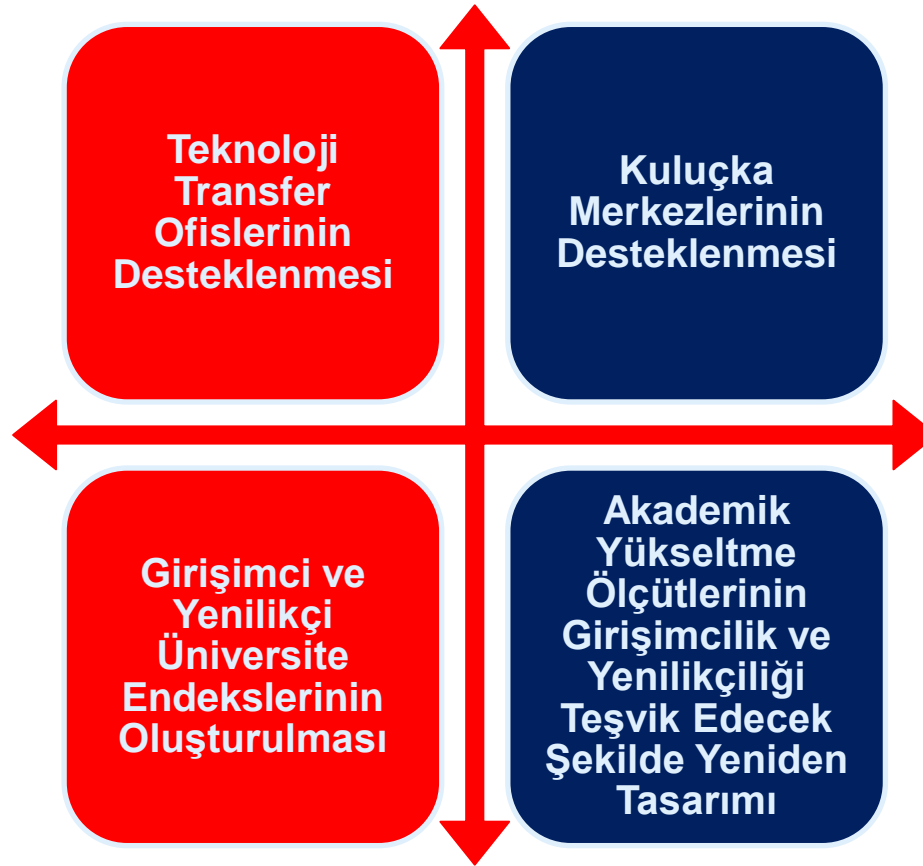 Teknoloji
Transfer
Ofislerinin
Desteklenmesi
Kuluçka
Merkezlerinin
Desteklenmesi
Girişimci ve
Yenilikçi
Üniversite
Endekslerinin
Oluşturulması
Akademik
Yükseltme
Ölçütlerinin
Girişimcilik ve
Yenilikçiliği
Teşvik Edecek
Şekilde Yeniden
Tasarımı